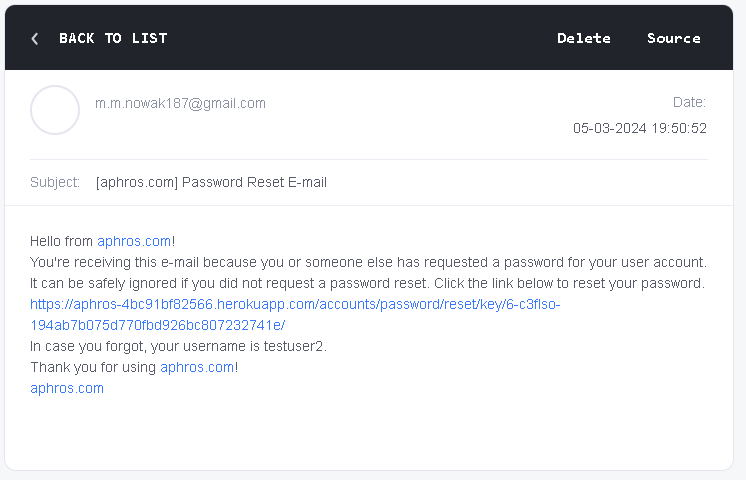 BACK TO LIST
Delete
Source
m.m.nowak187@gmail.com
Date:
05-03-2024 19:50:52
Subject: [aphros.com] Password Reset E-mail
Hello from aphros.com!
You're receiving this e-mail because you or someone else has requested a password for your user account.
It can be safely ignored if you did not request a password reset. Click the link below to reset your password.
https://aphros-4bc91bf82566.herokuapp.com/accounts/password/reset/key/6-c3flso-
194ab7b075d770fbd926bc807232741e/
In case you forgot, your username is testuser2.
Thank you for using aphros.com!
aphros.com